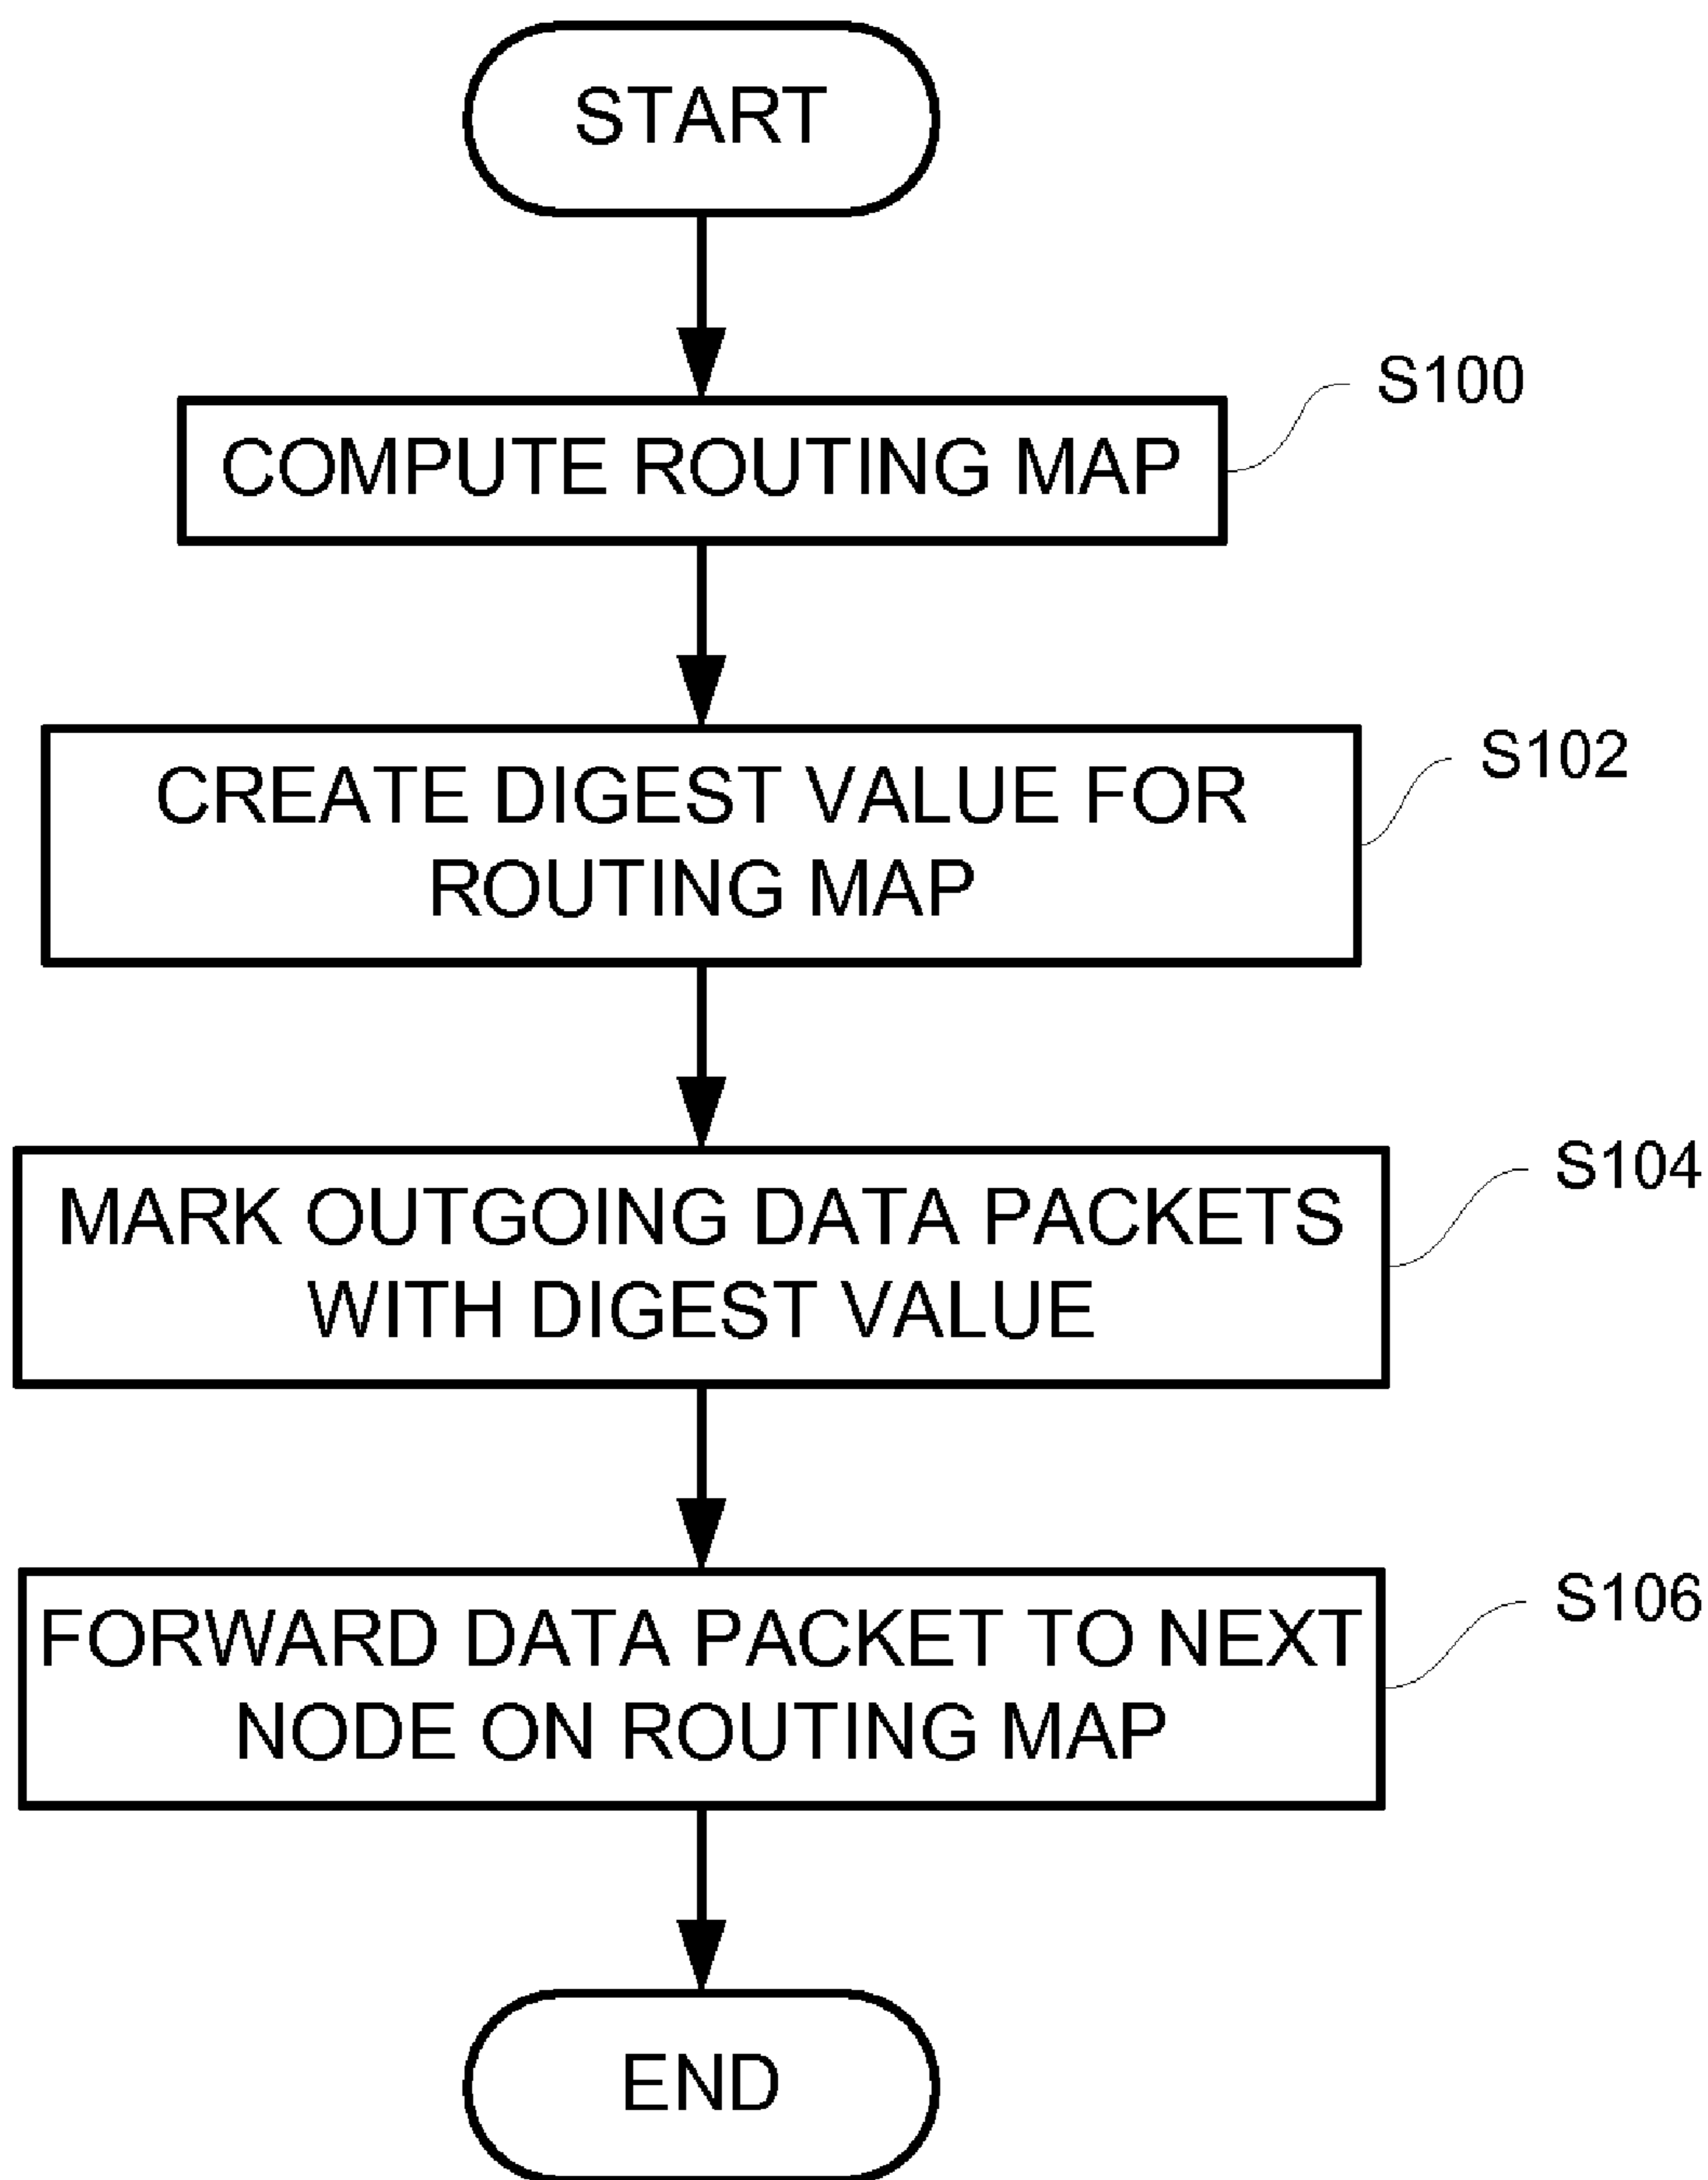 START
S100
COMPUTE ROUTING MAP
S102
CREATE DIGEST VALUE FOR
ROUTING MAP
S104
MARK OUTGOING DATA PACKETS
WITH DIGEST VALUE
S106
FORWARD DATA PACKET TO NEXT
NODE ON ROUTING MAP
END